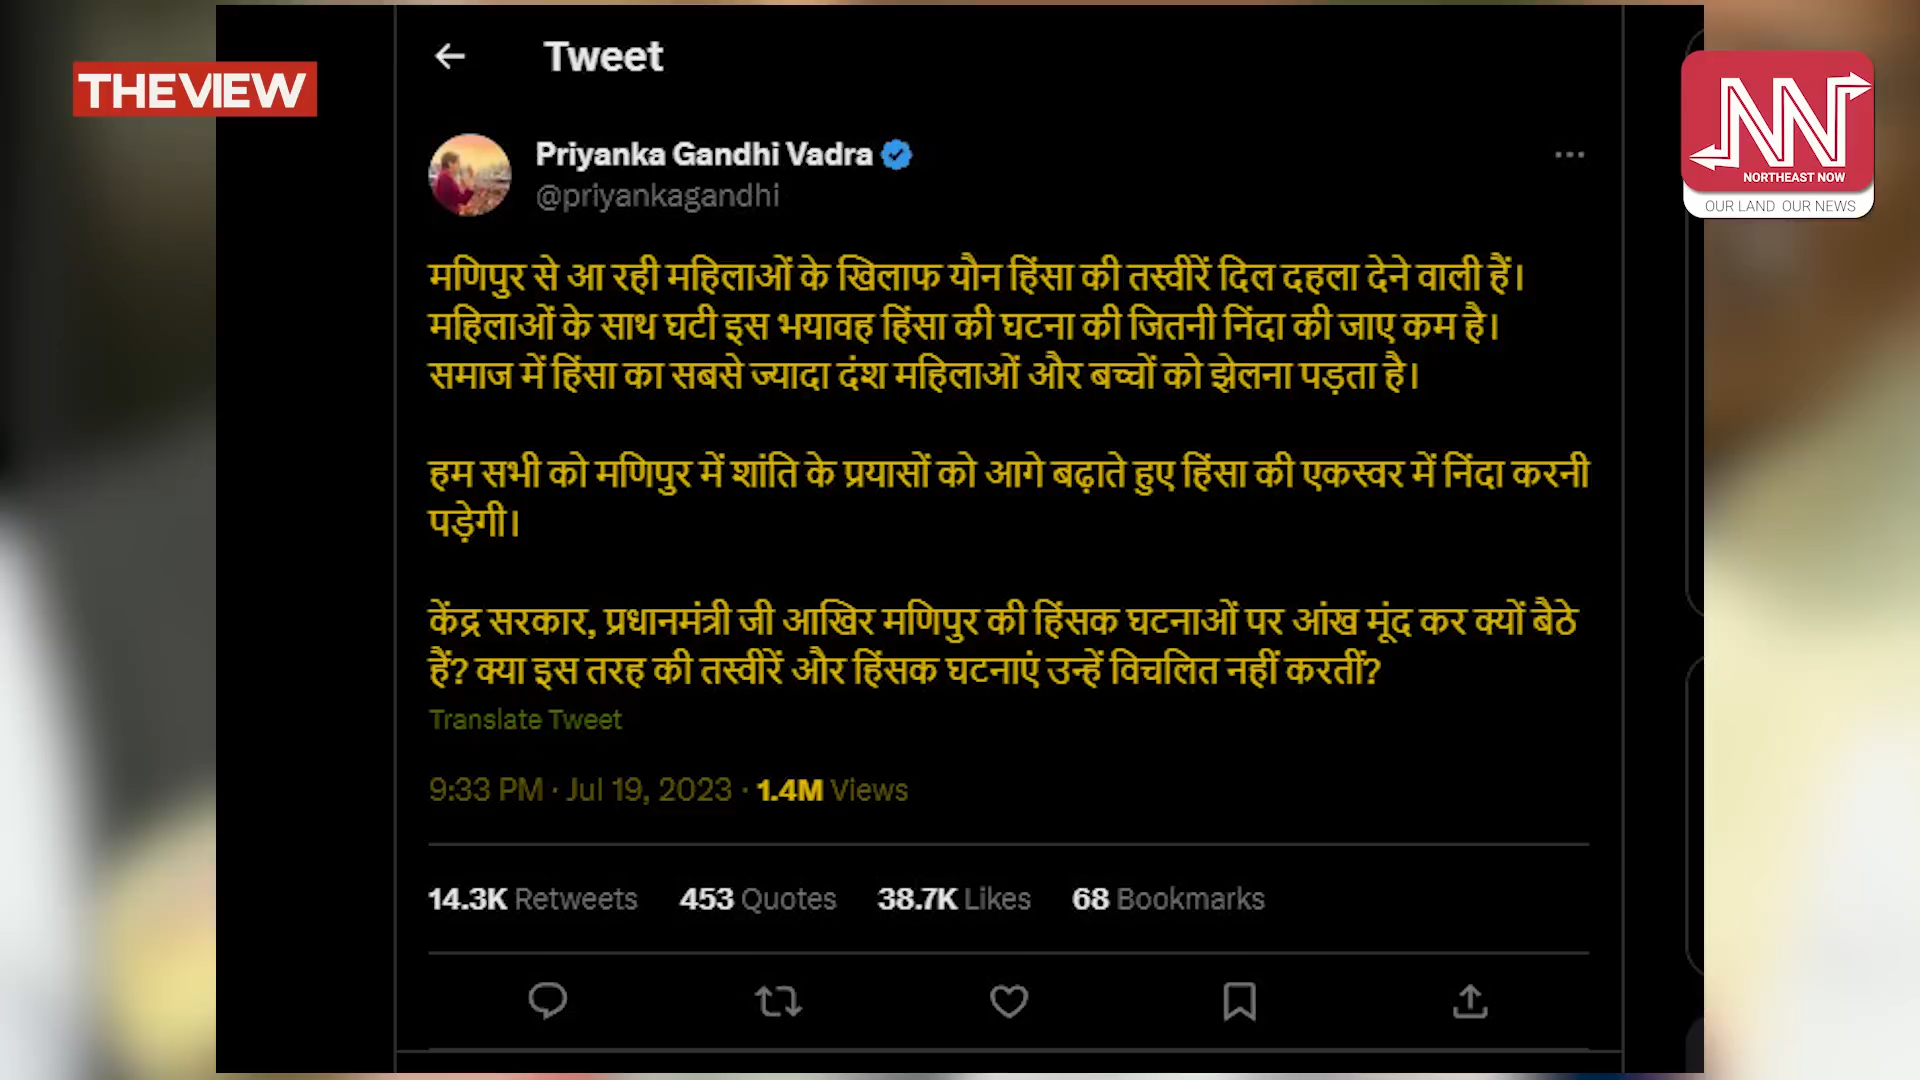 THE VIEW
Tweet
NORTHEAST NOW
OUR LAND OUR NEWS
Priyanka Gandhi Vadra
@priyankagandhi
मणिपुर से आ रही महिलाओं के खिलाफ यौन हिंसा की तस्वीरें दिल दहला देने वाली हैं।
महिलाओं के साथ घटी इस भयावह हिंसा की घटना की जितनी निंदा की जाए कम है।
समाज में हिंसा का सबसे ज्यादा दंश महिलाओं और बच्चों को झेलना पड़ता है।
हम सभी को मणिपुर में शांति के प्रयासों को आगे बढ़ाते हुए हिंसा की एकस्वर में निंदा करनी
पड़ेगी।
केंद्र सरकार, प्रधानमंत्री जी आखिर मणिपुर की हिंसक घटनाओं पर आंख मूंद कर क्यों बैठे
हैं? क्या इस तरह की तस्वीरें और हिंसक घटनाएं उन्हें विचलित नहीं करतीं?
Translate Tweet
9:33 PM · Jul 19, 2023 · 1.4M Views
14.3K Retweets 453 Quotes 38.7K Likes 68 Bookmarks